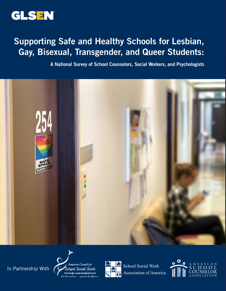 GLSEN
Supporting Safe and Healthy Schools for Lesbian,
Gay, Bisexual, Transgender, and Queer Students:
A National Survey of School Counselors, Social Workers, and Psychologists
254
In Partnership With
American Council for
School Social Work
School Social Work
Association of America
AMERICAN
SCHOOL
COUNSELOR
ASSOCIATION